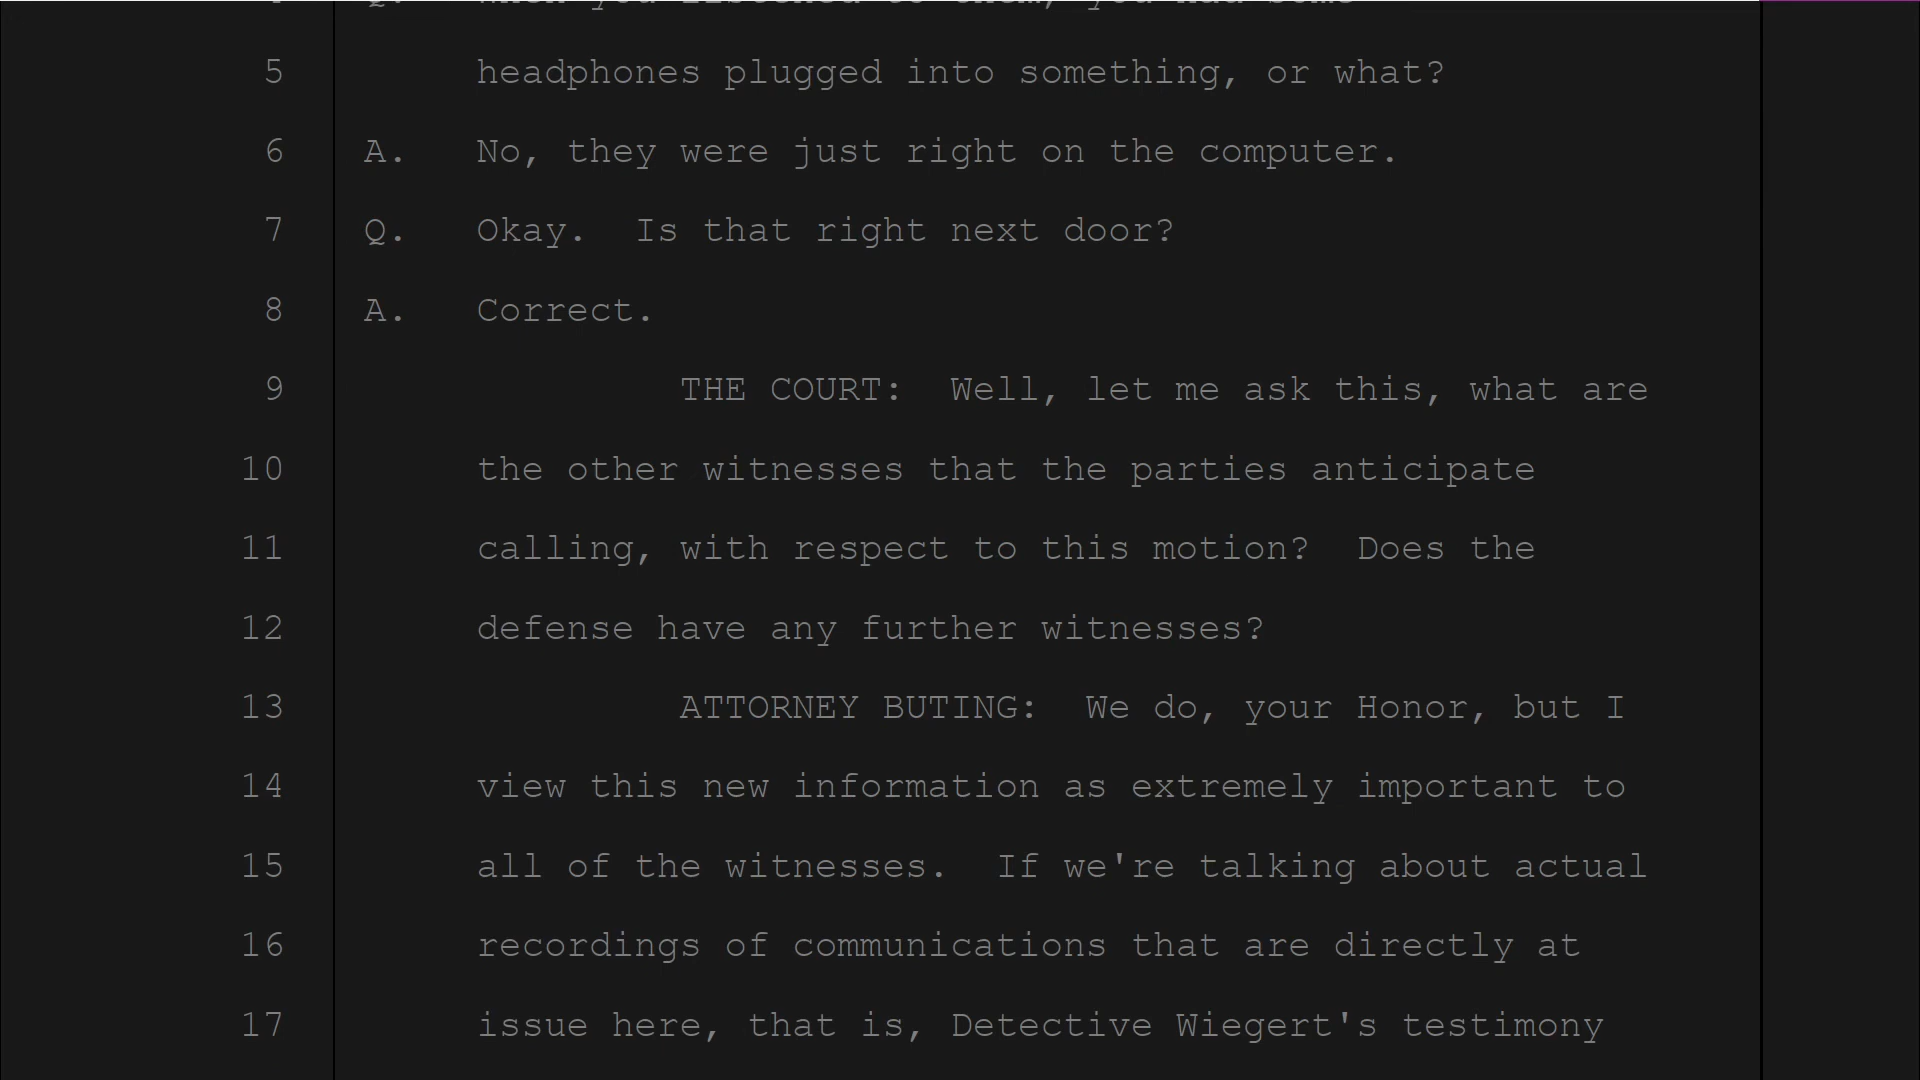 5 headphones plugged into something, or what?
6 A. No, they were just right on the computer.
7 Q. Okay. Is that right next door?
8 A. Correct.
9 THE COURT: Well, let me ask this, what are
10 the other witnesses that the parties anticipate
11 calling, with respect to this motion? Does the
12 defense have any further witnesses?
13 ATTORNEY BUTING: We do, your Honor, but I
14 view this new information as extremely important to
15 all of the witnesses. If we're talking about actual
16 recordings of communications that are directly at
17 issue here, that is, Detective Wiegert's testimony